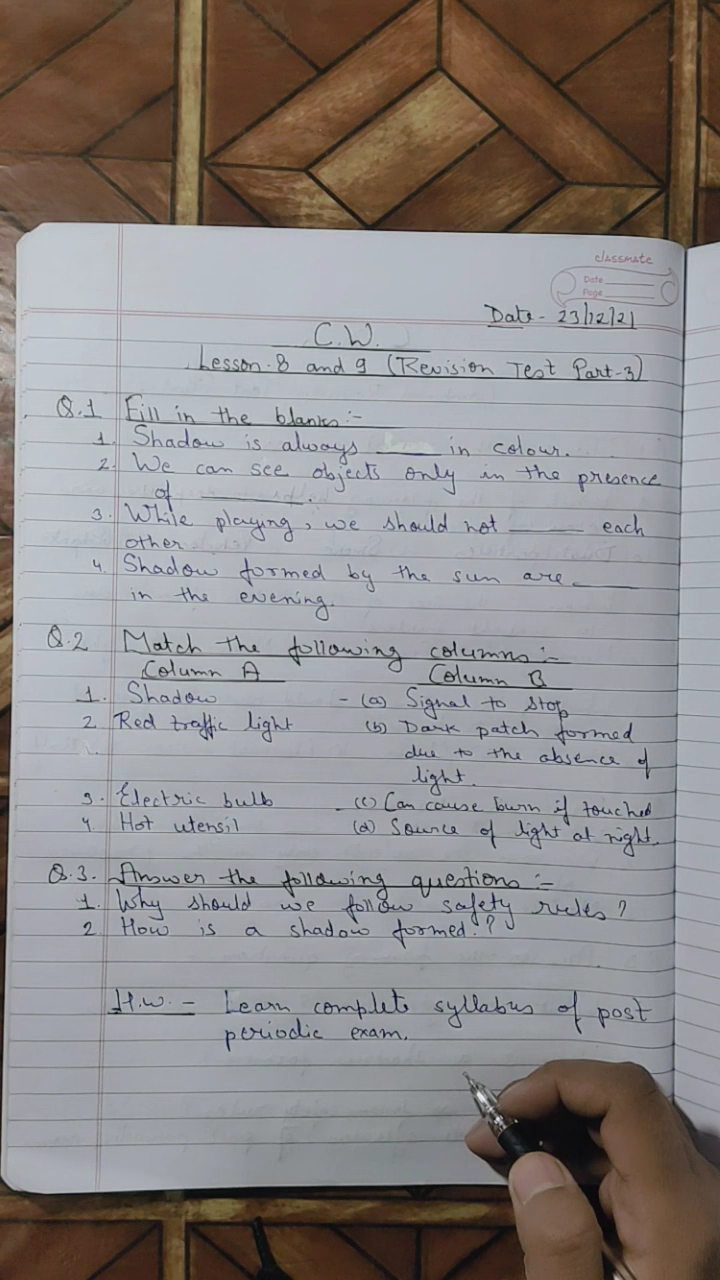 classmate
Date
Page
Date - 23/12/21
C.W.
Lesson-8 and 9 (Revision Test Part-3)
Q.1 Fill in the blanks :-
1. Shadow is always ____ in colour.
2. We can see objects only in the presence
of ________.
3. While playing, we should not ______ each
other.
4. Shadow formed by the sun are ____
in the evening.
Q.2 Match the following columns :-
Column A Column B
1. Shadow - (a) Signal to stop
2. Red traffic light (b) Dark patch formed
due to the absence of
light.
3. Electric bulb - (c) Can cause burn if touched
4. Hot utensil (d) Source of light at night.
Q.3. Answer the following questions :-
1. Why should we follow safety rules?
2. How is a shadow formed.?
H.W. - Learn complete syllabus of post
periodic exam.